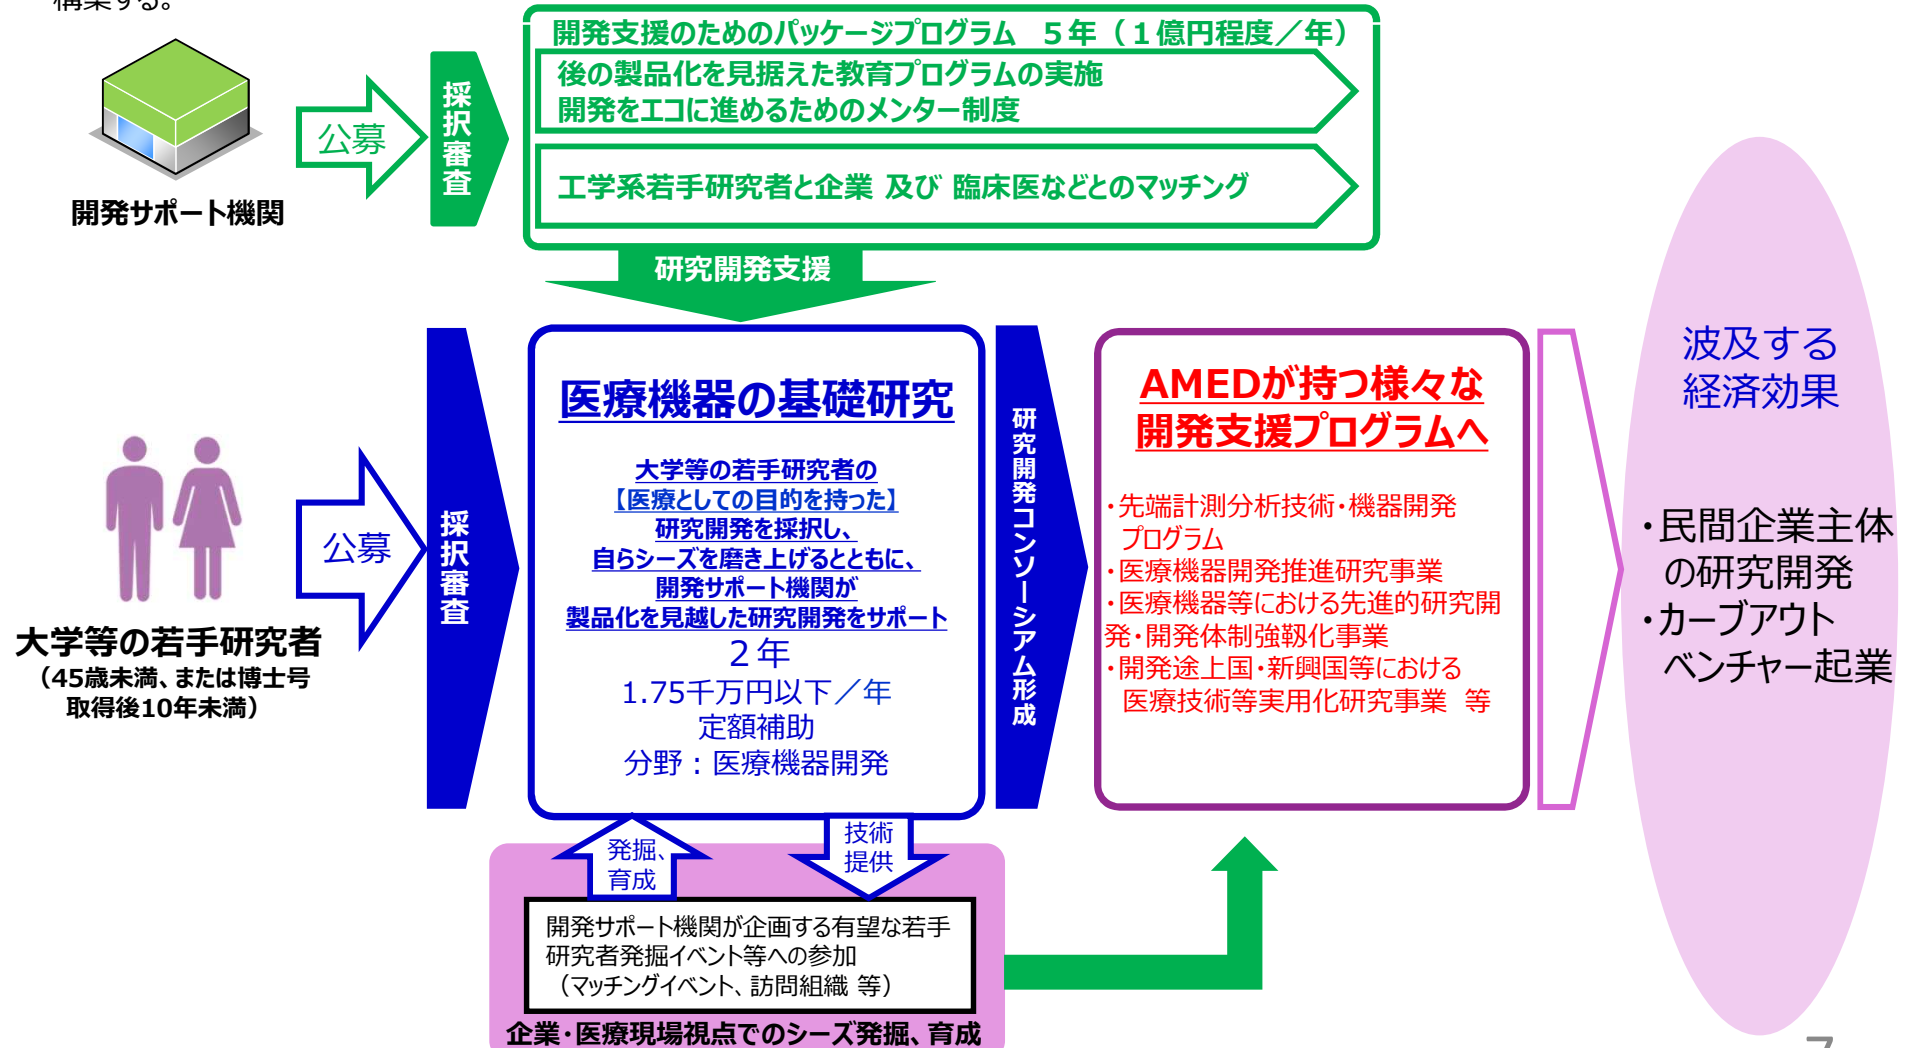 構築する。
開発支援のためのパッケージプログラム　５年（１億円程度／年）
後の製品化を見据えた教育プログラムの実施
開発をエコに進めるためのメンター制度
公募
採択審査
工学系若手研究者と企業 及び 臨床医などとのマッチング
開発サポート機関
研究開発支援
大学等の若手研究者
（45歳未満、または博士号
取得後10年未満）
公募
採択審査
医療機器の基礎研究
大学等の若手研究者の
【医療としての目的を持った】
研究開発を採択し、
自らシーズを磨き上げるとともに、
開発サポート機関が
製品化を見越した研究開発をサポート
２年
1.75千万円以下／年
定額補助
分野：医療機器開発
研究開発コンソーシアム形成
AMEDが持つ様々な
開発支援プログラムへ
・先端計測分析技術・機器開発
プログラム
・医療機器開発推進研究事業
・医療機器等における先進的研究開
発・開発体制強靱化事業
・開発途上国・新興国等における
医療技術等実用化研究事業 等
波及する
経済効果
・民間企業主体
の研究開発
・カーブアウト
ベンチャー起業
発掘、
育成
技術
提供
開発サポート機関が企画する有望な若手
研究者発掘イベント等への参加
（マッチングイベント、訪問組織 等）
企業・医療現場視点でのシーズ発掘、育成
7